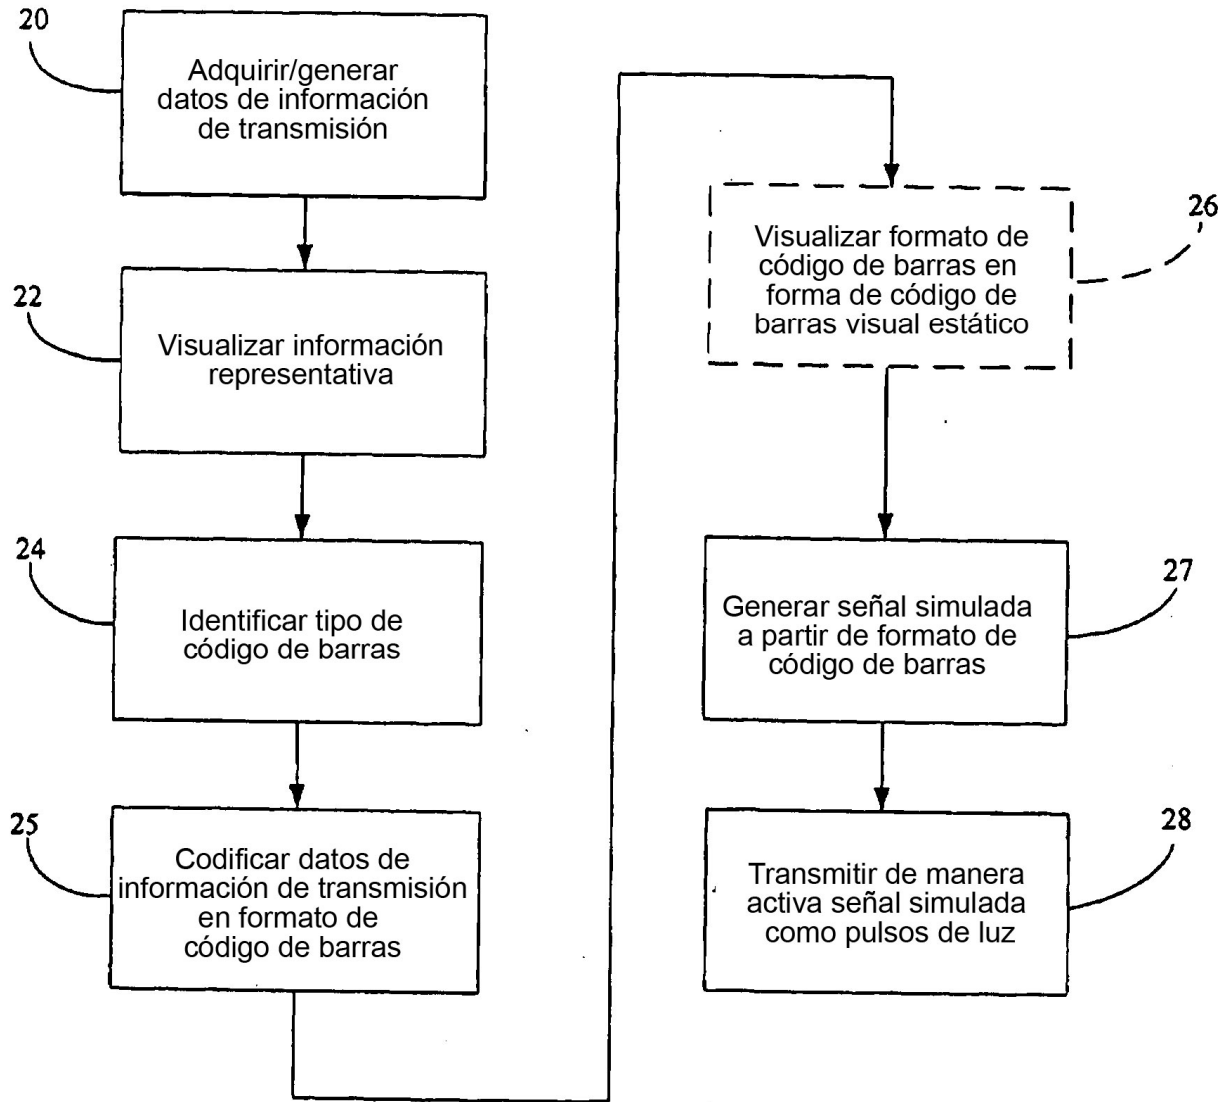 20
Adquirir/generar
datos de información
de transmisión
22
Visualizar información
representativa
24
Identificar tipo de
código de barras
25
Codificar datos de
información de transmisión
en formato de
código de barras
26
Visualizar formato de
código de barras en
forma de código de
barras visual estático
27
Generar señal simulada
a partir de formato de
código de barras
28
Transmitir de manera
activa señal simulada
como pulsos de luz